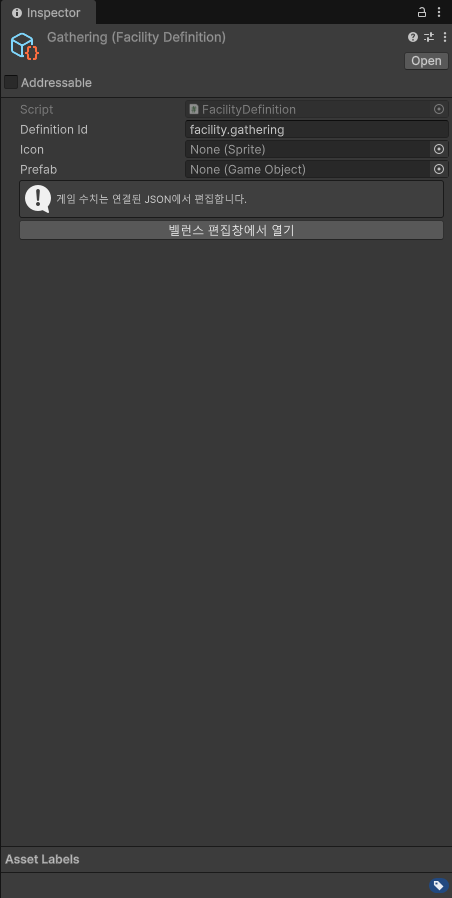 Inspector
Gathering (Facility Definition)
Open
Addressable
Script FacilityDefinition
Definition Id facility.gathering
Icon None (Sprite)
Prefab None (Game Object)
게임 수치는 연결된 JSON에서 편집합니다.
밸런스 편집창에서 열기
Asset Labels